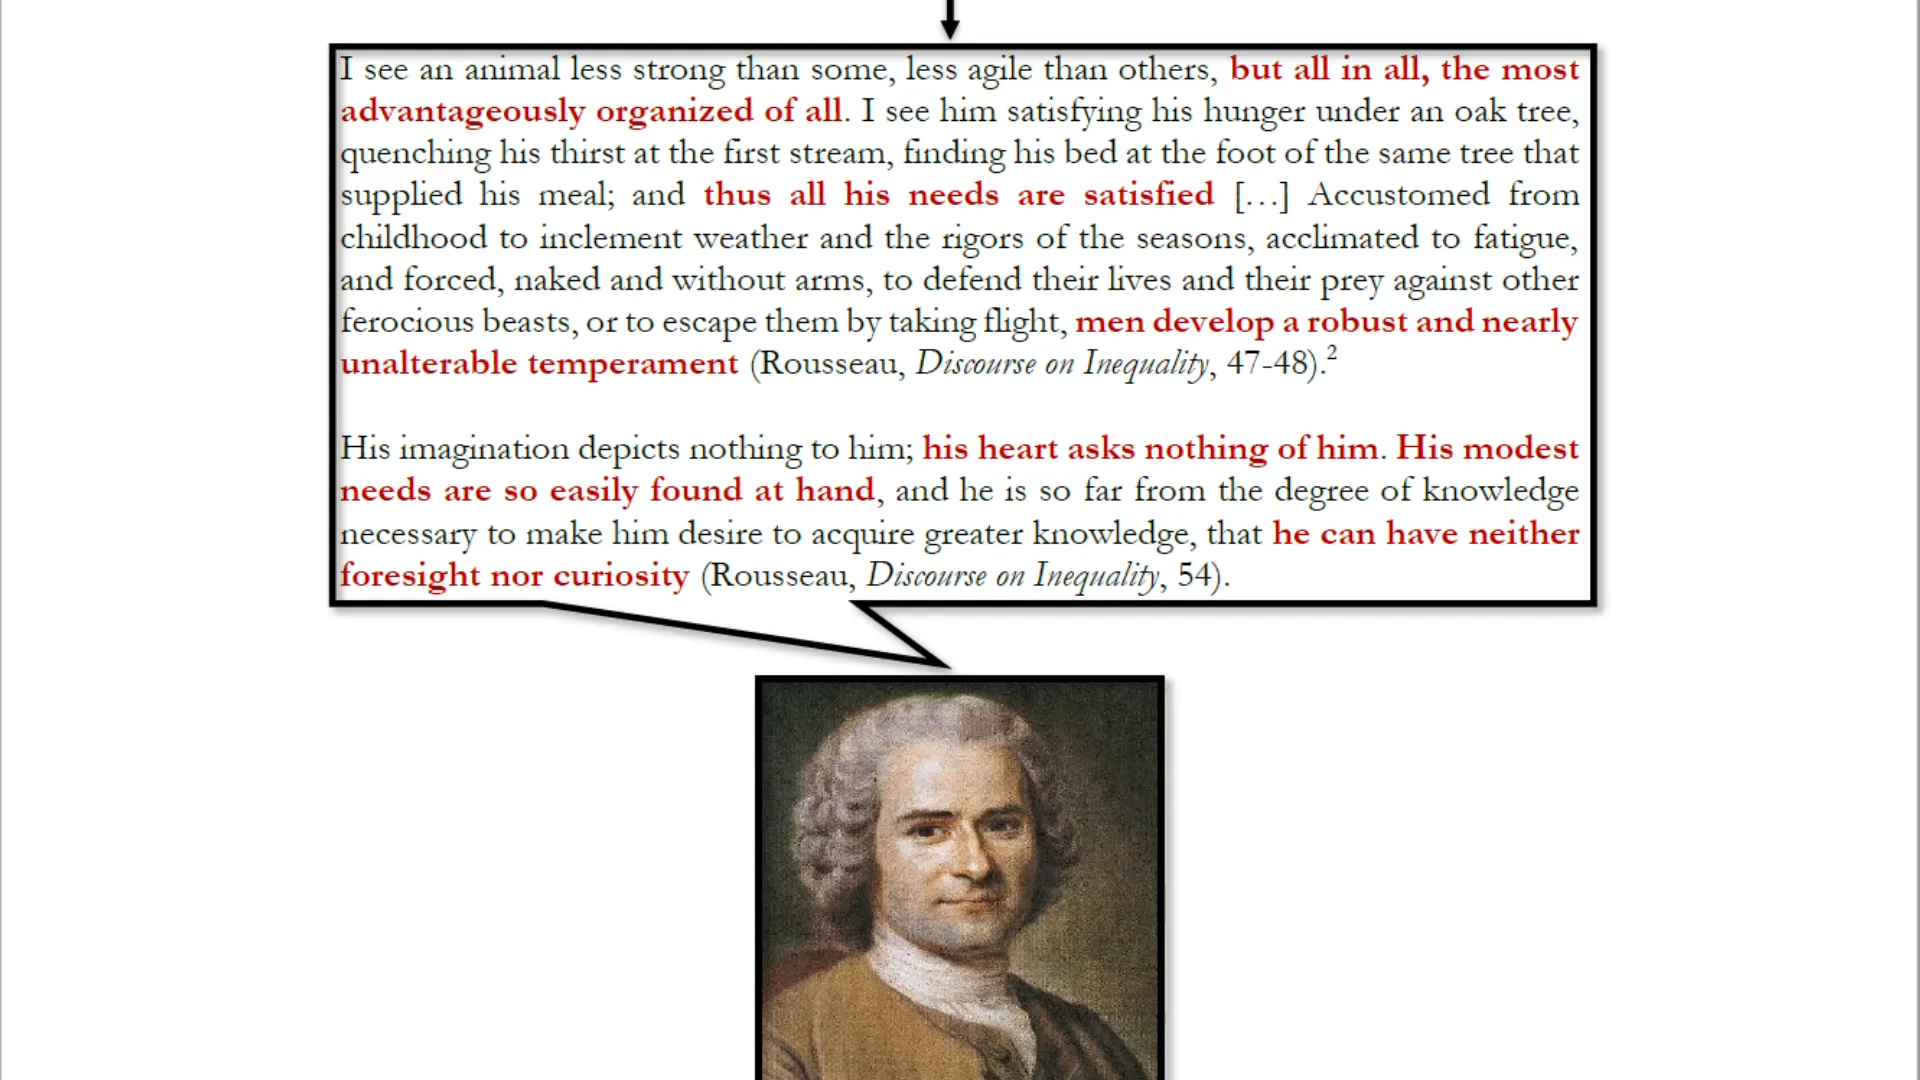 I see an animal less strong than some, less agile than others, but all in all, the most
advantageously organized of all. I see him satisfying his hunger under an oak tree,
quenching his thirst at the first stream, finding his bed at the foot of the same tree that
supplied his meal; and thus all his needs are satisfied […] Accustomed from
childhood to inclement weather and the rigors of the seasons, acclimated to fatigue,
and forced, naked and without arms, to defend their lives and their prey against other
ferocious beasts, or to escape them by taking flight, men develop a robust and nearly
unalterable temperament (Rousseau, Discourse on Inequality, 47-48).²
His imagination depicts nothing to him; his heart asks nothing of him. His modest
needs are so easily found at hand, and he is so far from the degree of knowledge
necessary to make him desire to acquire greater knowledge, that he can have neither
foresight nor curiosity (Rousseau, Discourse on Inequality, 54).